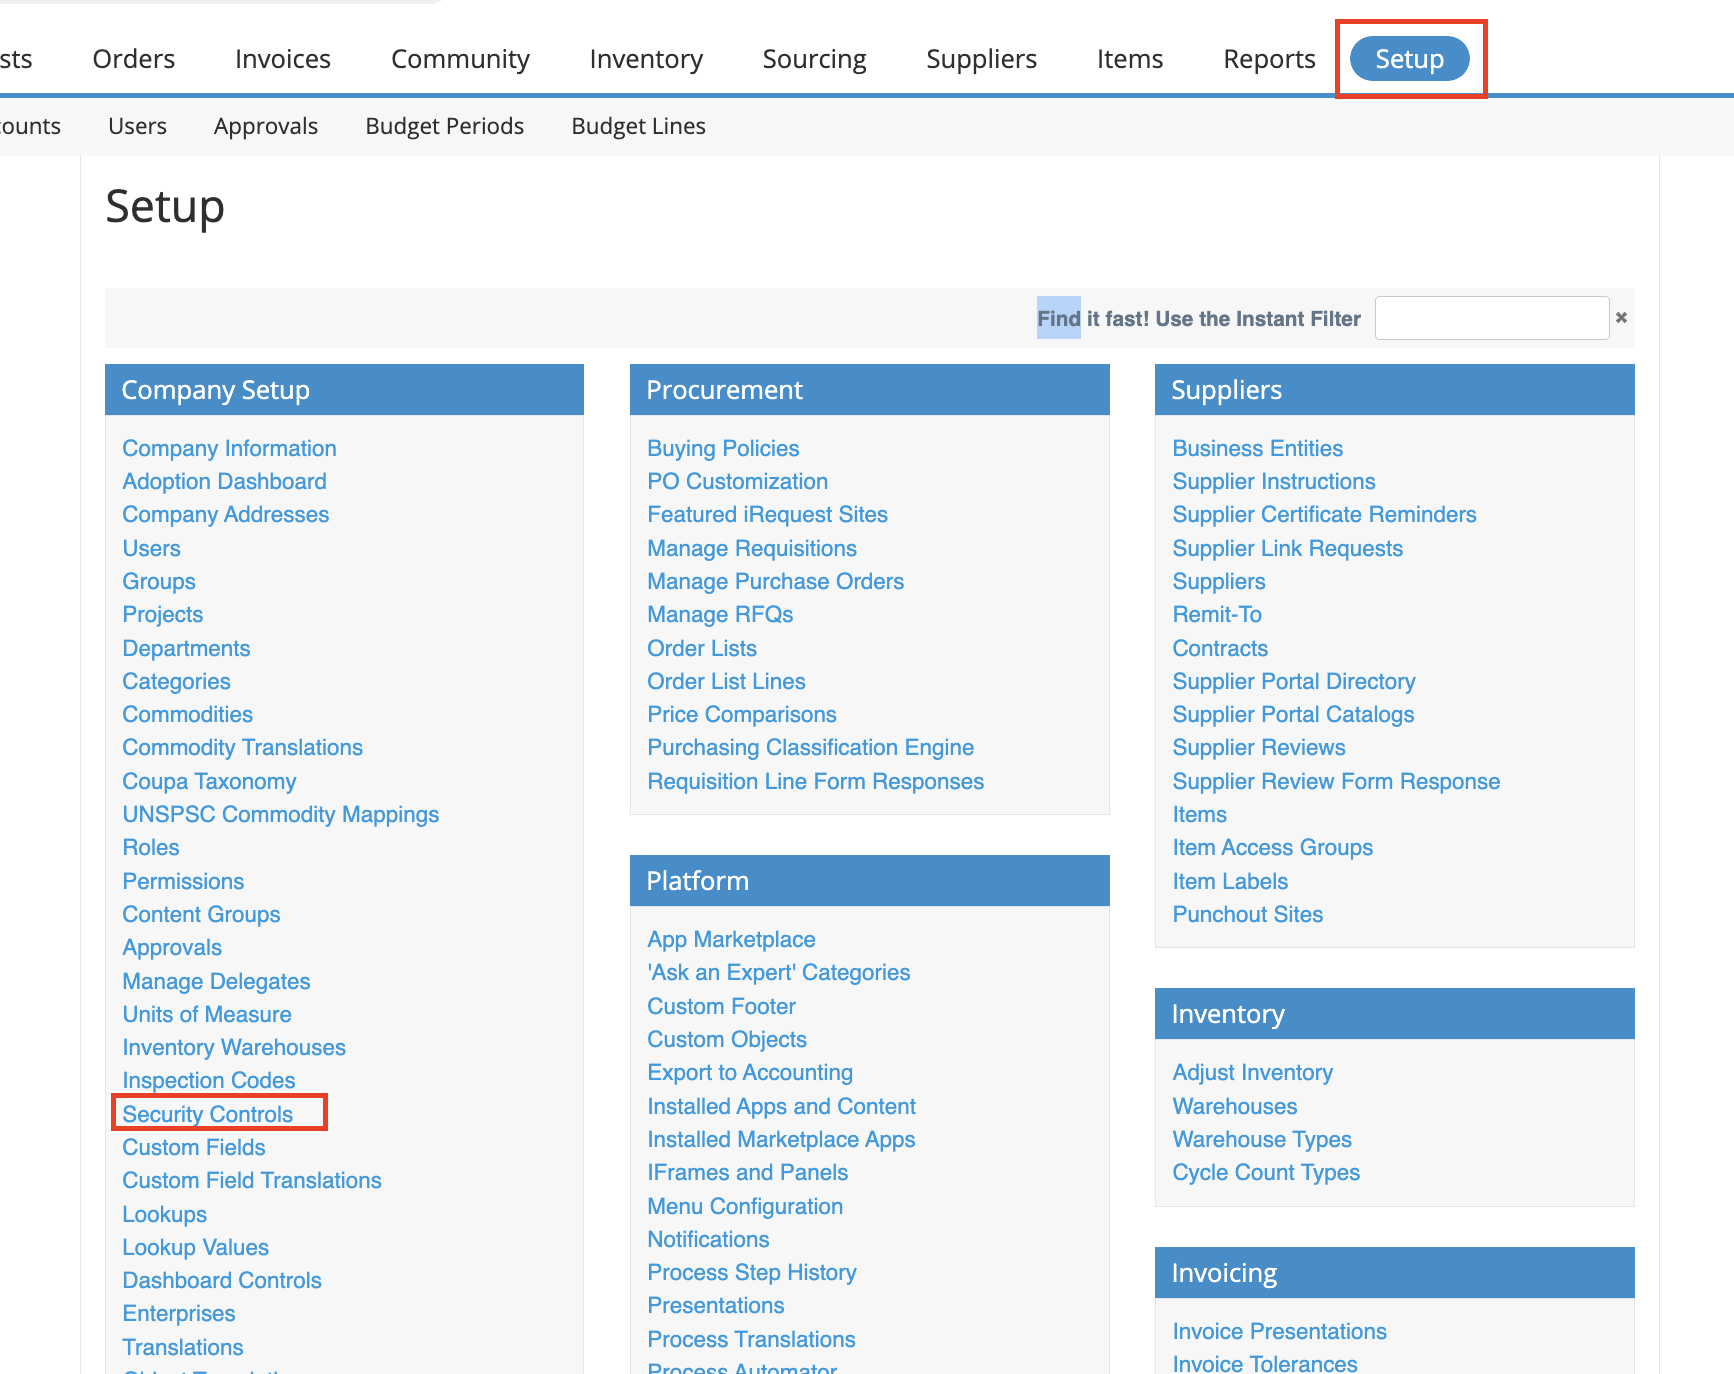 sts Orders Invoices Community Inventory Sourcing Suppliers Items Reports Setup
ounts Users Approvals Budget Periods Budget Lines
Setup
Find it fast! Use the Instant Filter
Company Setup
Company Information
Adoption Dashboard
Company Addresses
Users
Groups
Projects
Departments
Categories
Commodities
Commodity Translations
Coupa Taxonomy
UNSPSC Commodity Mappings
Roles
Permissions
Content Groups
Approvals
Manage Delegates
Units of Measure
Inventory Warehouses
Inspection Codes
Security Controls
Custom Fields
Custom Field Translations
Lookups
Lookup Values
Dashboard Controls
Enterprises
Translations
Procurement
Buying Policies
PO Customization
Featured iRequest Sites
Manage Requisitions
Manage Purchase Orders
Manage RFQs
Order Lists
Order List Lines
Price Comparisons
Purchasing Classification Engine
Requisition Line Form Responses
Platform
App Marketplace
'Ask an Expert' Categories
Custom Footer
Custom Objects
Export to Accounting
Installed Apps and Content
Installed Marketplace Apps
IFrames and Panels
Menu Configuration
Notifications
Process Step History
Presentations
Process Translations
Process Automator
Suppliers
Business Entities
Supplier Instructions
Supplier Certificate Reminders
Supplier Link Requests
Suppliers
Remit-To
Contracts
Supplier Portal Directory
Supplier Portal Catalogs
Supplier Reviews
Supplier Review Form Response
Items
Item Access Groups
Item Labels
Punchout Sites
Inventory
Adjust Inventory
Warehouses
Warehouse Types
Cycle Count Types
Invoicing
Invoice Presentations
Invoice Tolerances